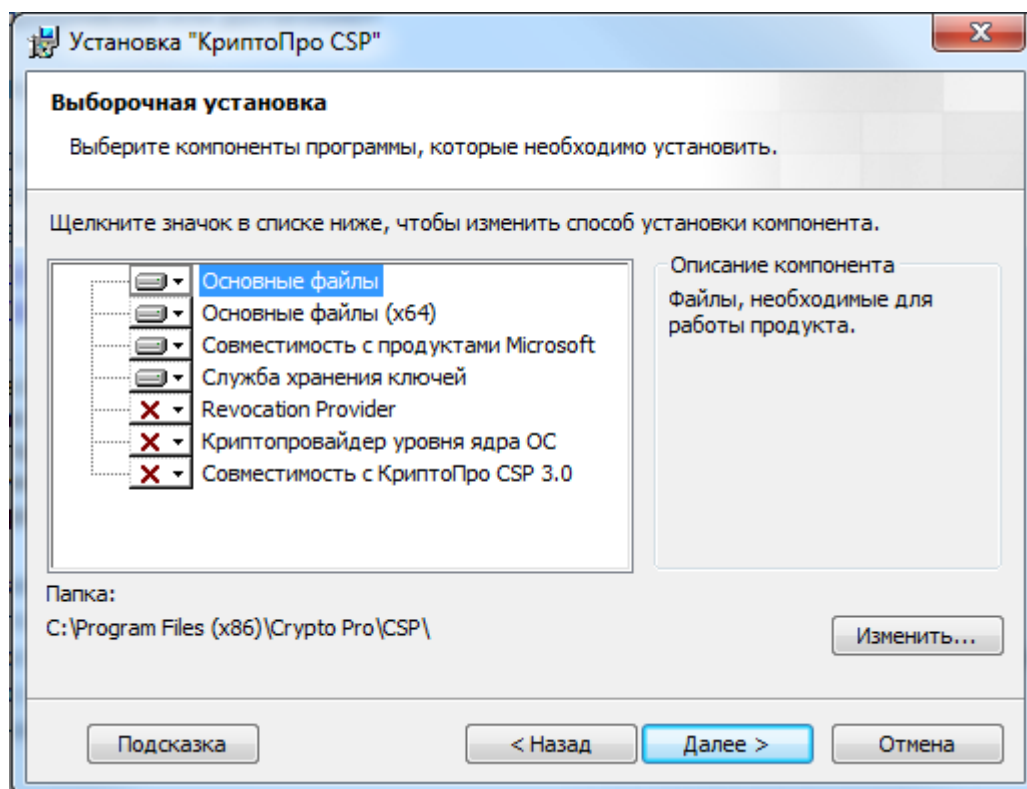 Установка "КриптоПро CSP"
Выборочная установка
Выберите компоненты программы, которые необходимо установить.
Щелкните значок в списке ниже, чтобы изменить способ установки компонента.
Основные файлы
Основные файлы (x64)
Совместимость с продуктами Microsoft
Служба хранения ключей
Revocation Provider
Криптопровайдер уровня ядра ОС
Совместимость с КриптоПро CSP 3.0
Описание компонента
Файлы, необходимые для
работы продукта.
Папка:
C:\Program Files (x86)\Crypto Pro\CSP\
Изменить...
Подсказка
< Назад
Далее >
Отмена